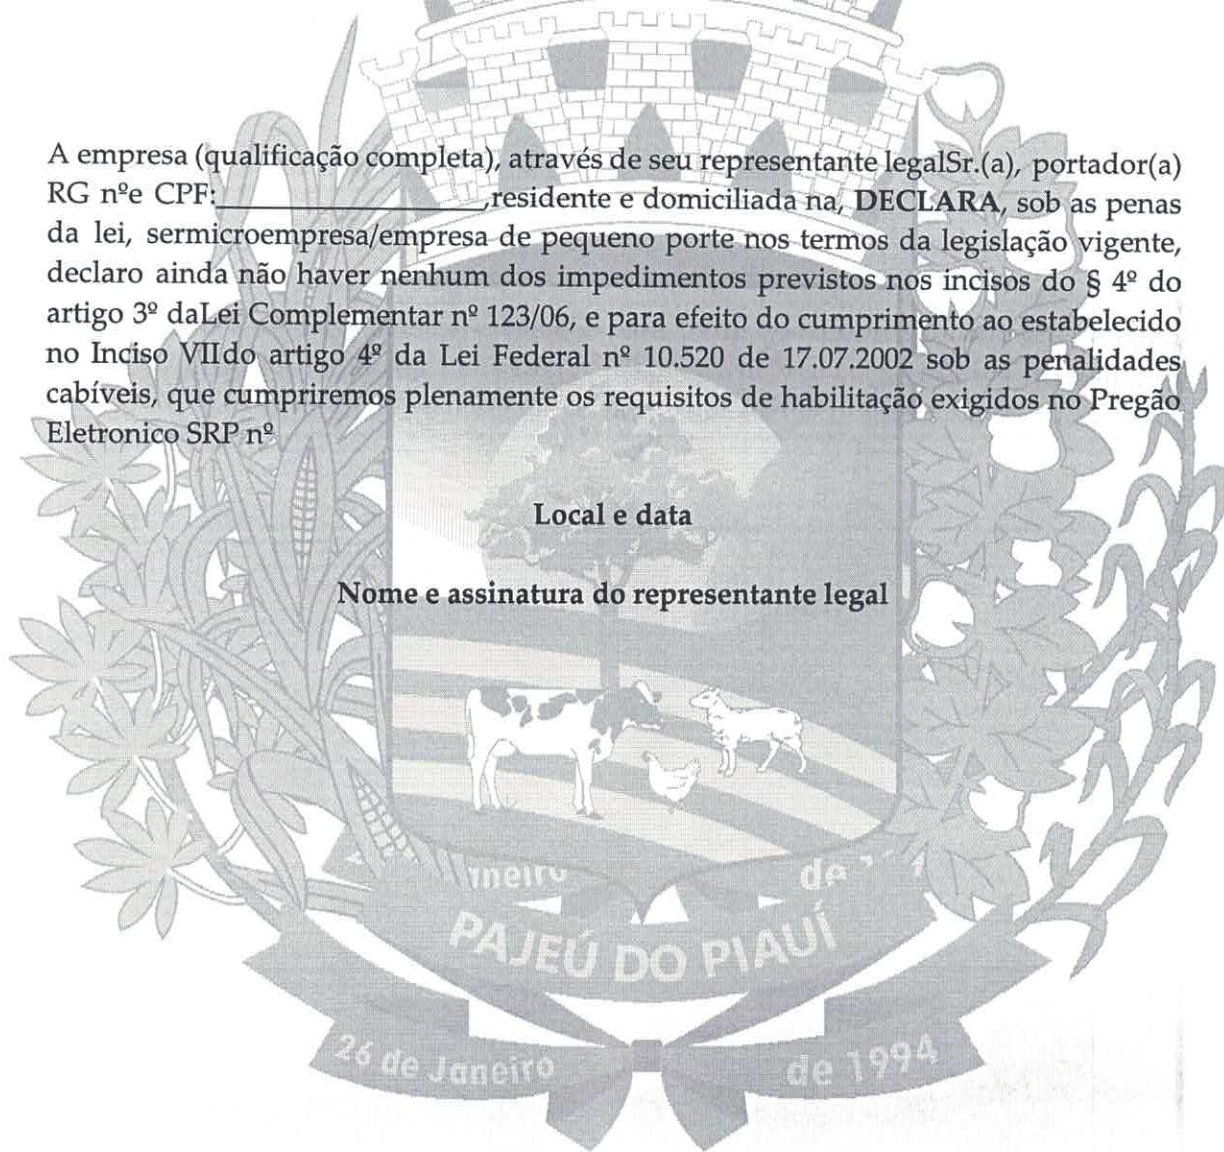 A empresa (qualificação completa), através de seu representante legalSr.(a), portador(a)
RG nºe CPF:____________________,residente e domiciliada na, DECLARA, sob as penas
da lei, sermicroempresa/empresa de pequeno porte nos termos da legislação vigente,
declaro ainda não haver nenhum dos impedimentos previstos nos incisos do § 4º do
artigo 3º daLei Complementar nº 123/06, e para efeito do cumprimento ao estabelecido
no Inciso VIIdo artigo 4º da Lei Federal nº 10.520 de 17.07.2002 sob as penalidades
cabíveis, que cumpriremos plenamente os requisitos de habilitação exigidos no Pregão
Eletronico SRP nº
Local e data
Nome e assinatura do representante legal
de
PAJEÚ DO PIAUÍ
26 de Janeiro de 1994